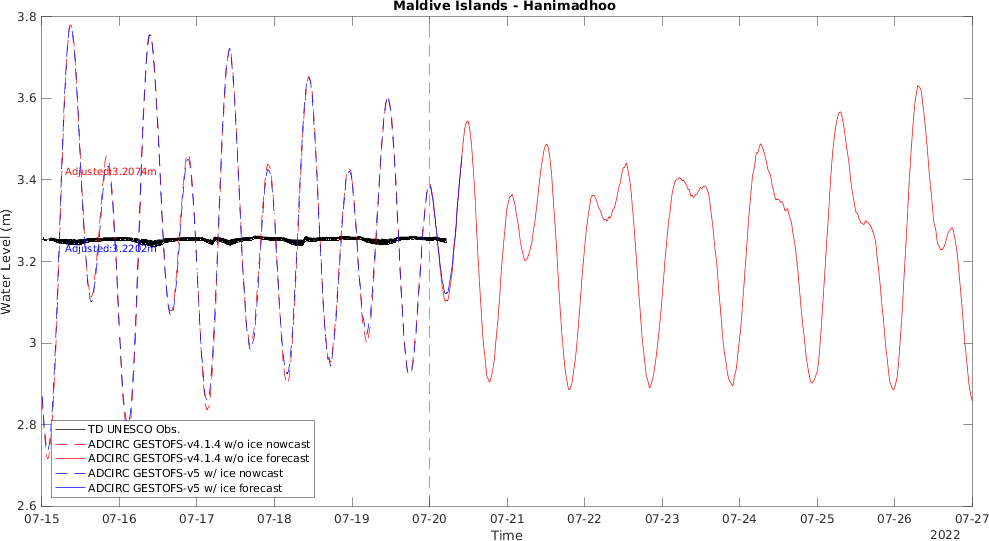 Maldive Islands - Hanimadhoo
3.8
3.6
3.4
3.2
3
2.8
2.6
Water Level (m)
Adjusted:3.2074m
Adjusted:3.2202m
TD UNESCO Obs.
ADCIRC GESTOFS-v4.1.4 w/o ice nowcast
ADCIRC GESTOFS-v4.1.4 w/o ice forecast
ADCIRC GESTOFS-v5 w/ ice nowcast
ADCIRC GESTOFS-v5 w/ ice forecast
07-15 07-16 07-17 07-18 07-19 07-20 07-21 07-22 07-23 07-24 07-25 07-26 07-27
Time
2022